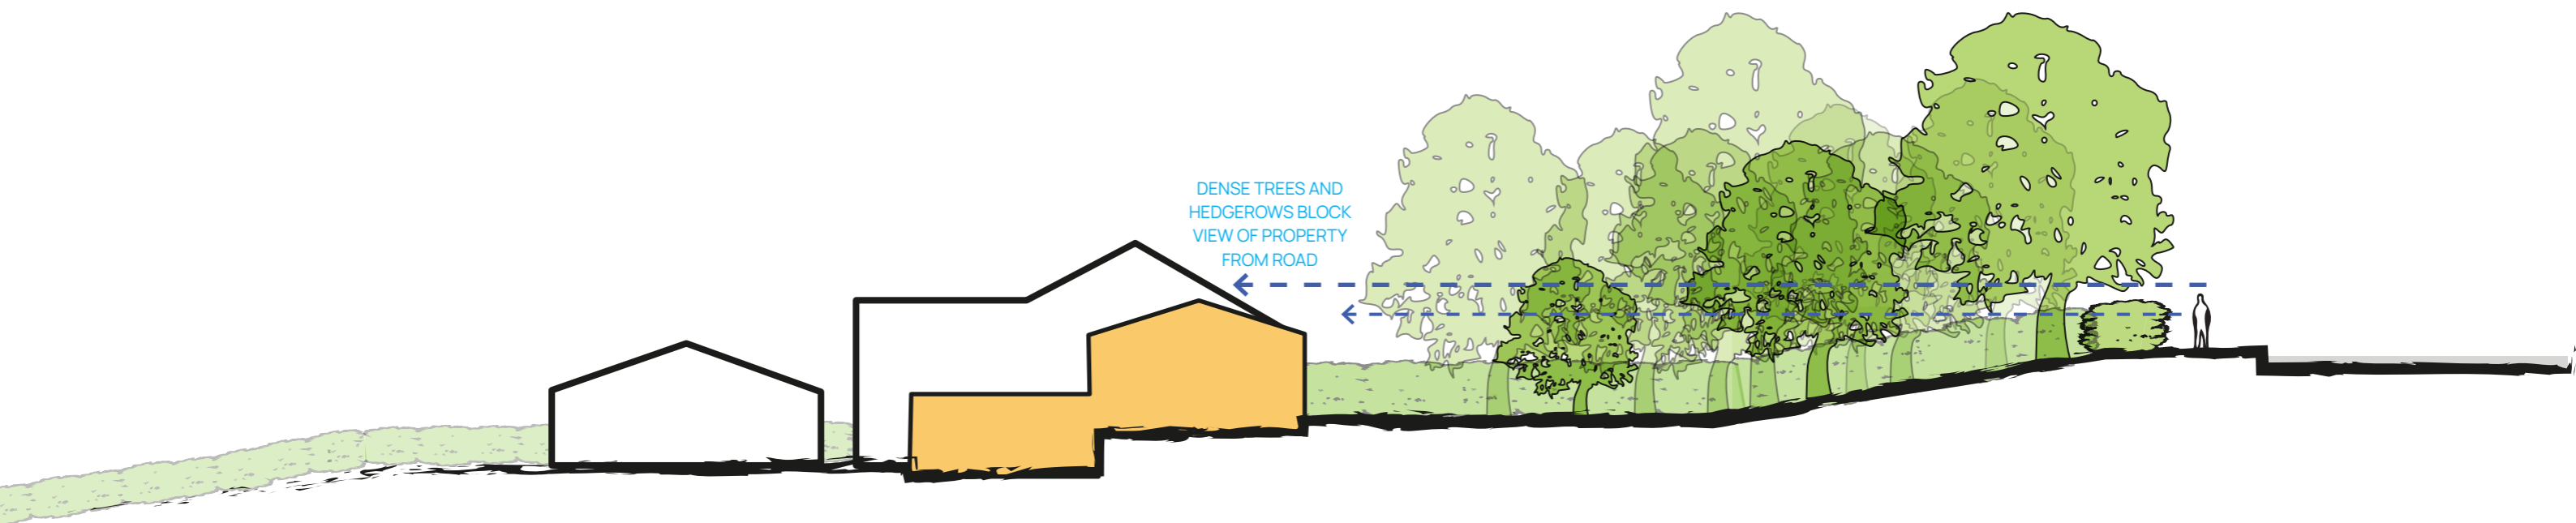 DENSE TREES AND
HEDGEROWS BLOCK
VIEW OF PROPERTY
FROM ROAD